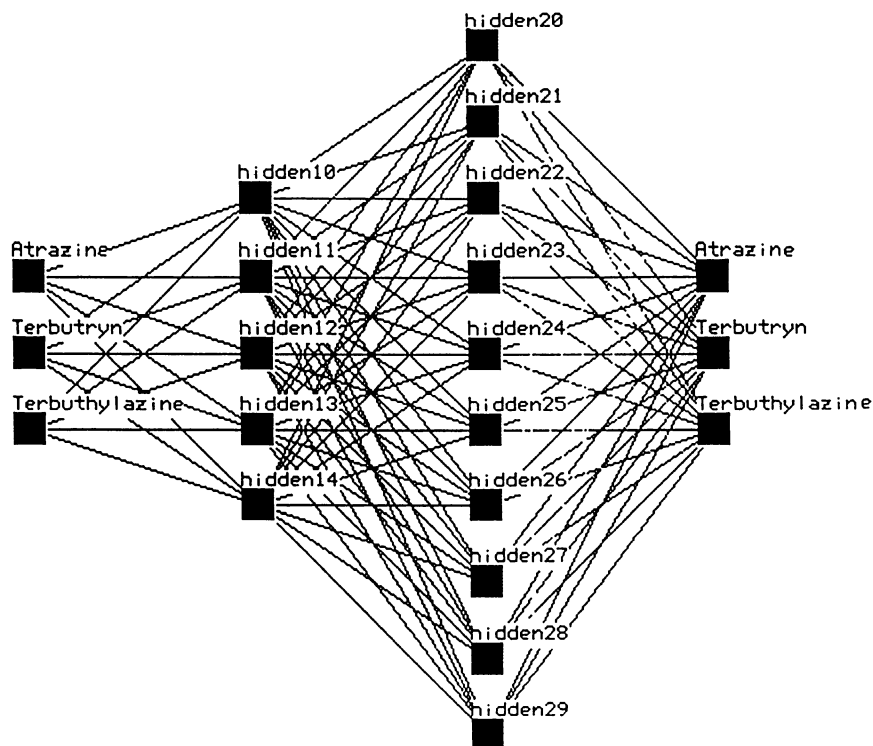 hidden20
hidden21
hidden10
hidden22
Atrazine
hidden11
hidden23
Atrazine
Terbutryn
hidden12
hidden24
Terbutryn
Terbuthylazine
hidden13
hidden25
Terbuthylazine
hidden14
hidden26
hidden27
hidden28
hidden29